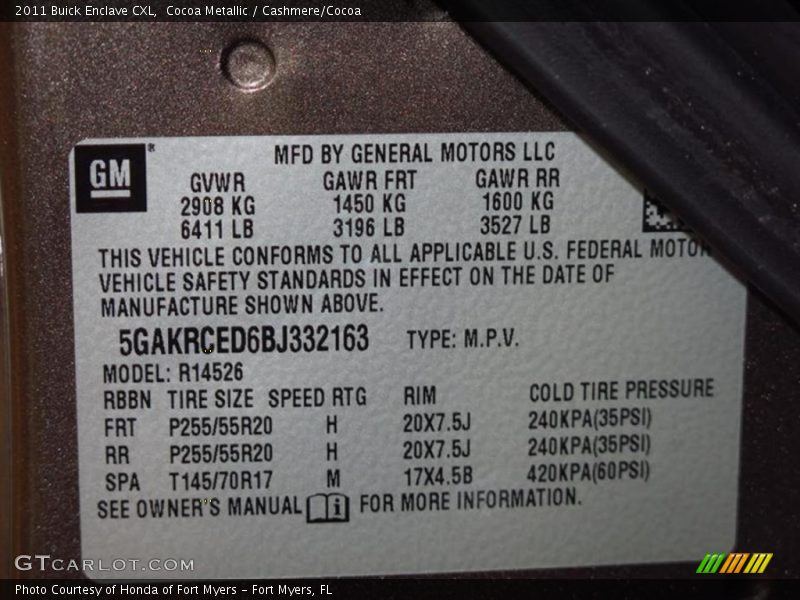 2011 Buick Enclave CXL,  Cocoa Metallic / Cashmere/Cocoa
GM®
MFD BY GENERAL MOTORS LLC
GVWR GAWR FRT GAWR RR
2908 KG 1450 KG 1600 KG
6411 LB 3196 LB 3527 LB
THIS VEHICLE CONFORMS TO ALL APPLICABLE U.S. FEDERAL MOTOR
VEHICLE SAFETY STANDARDS IN EFFECT ON THE DATE OF
MANUFACTURE SHOWN ABOVE.
5GAKRCED6BJ332163 TYPE: M.P.V.
MODEL: R14526
RBBN TIRE SIZE SPEED RTG RIM COLD TIRE PRESSURE
FRT P255/55R20 H 20X7.5J 240KPA(35PSI)
RR P255/55R20 H 20X7.5J 240KPA(35PSI)
SPA T145/70R17 M 17X4.5B 420KPA(60PSI)
SEE OWNER'S MANUAL i FOR MORE INFORMATION.
GTCARLOT.COM
Photo Courtesy of Honda of Fort Myers - Fort Myers, FL